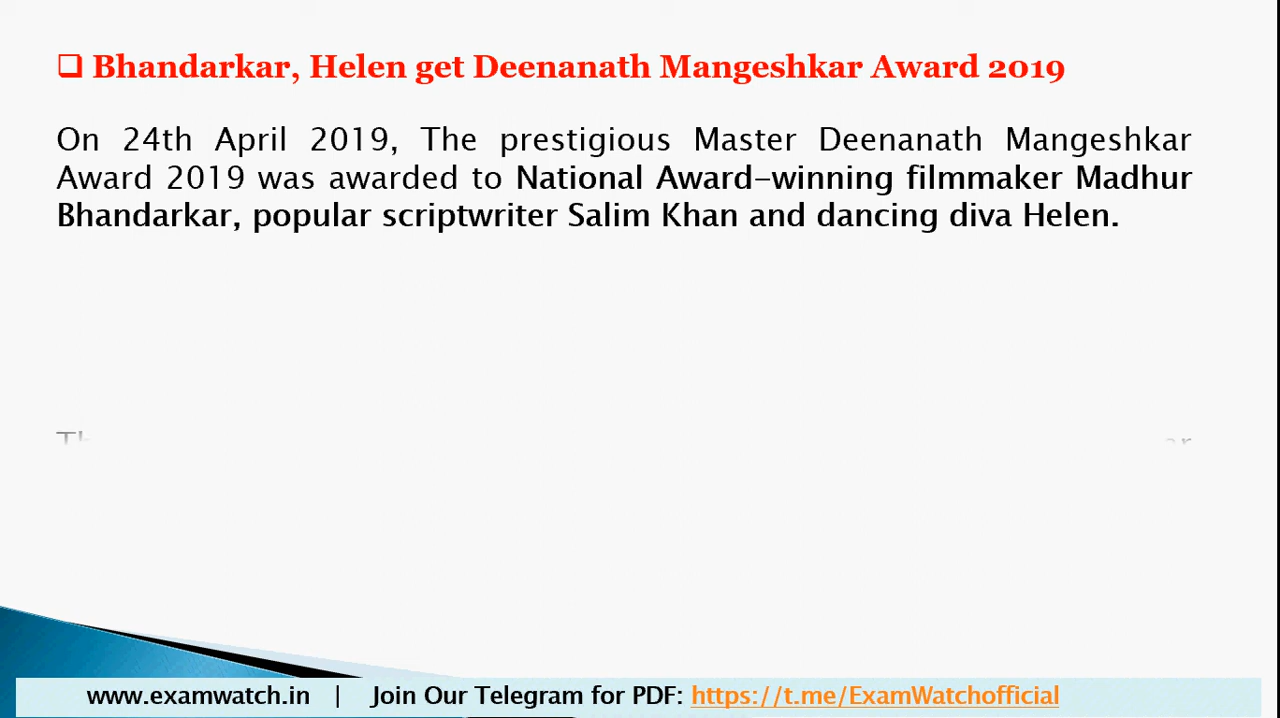 Bhandarkar, Helen get Deenanath Mangeshkar Award 2019
On 24th April 2019, The prestigious Master Deenanath Mangeshkar
Award 2019 was awarded to National Award-winning filmmaker Madhur
Bhandarkar, popular scriptwriter Salim Khan and dancing diva Helen.
www.examwatch.in | Join Our Telegram for PDF: https://t.me/ExamWatchofficial